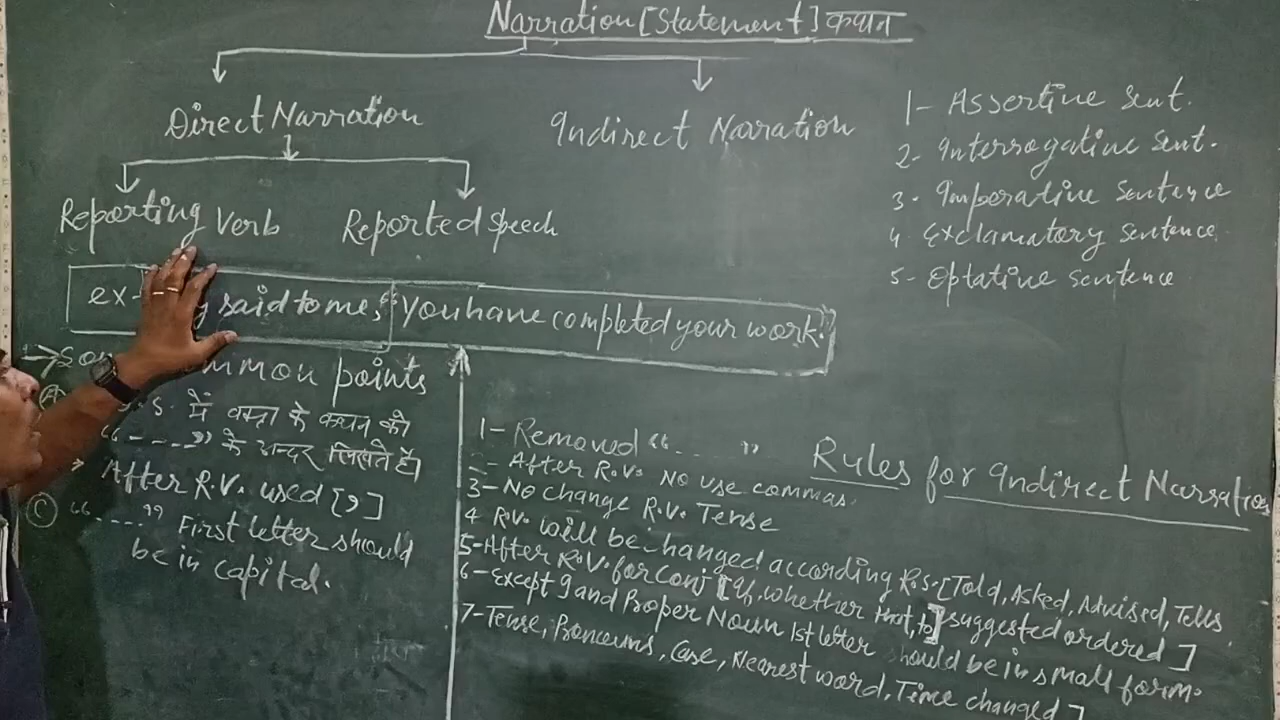 Narration [Statement] कथन
Direct Narration
Indirect Narration
Reporting Verb
Reported Speech
1- Assertive Sent.
2- Interrogative Sent.
3. Imperative Sentence
4 Exclamatory Sentence
5- Optative Sentence
ex- said to me, "You have completed your work."
common points
(A) S. में वक्ता के कथन को
"-----" के अन्दर लिखते हैं।
After R.V. used [,]
(C) "-----" First letter should
be in capital.
Rules for Indirect Narration
1- Removed "....."
2- After R.V. No use commas.
3- No change R.V. Tense
4 R.V. will be changed according R.S. [Told, Asked, Advised, Tells
suggested ordered]
5- After R.V. for Conj [If, whether that, to]
6- Except I and Proper Noun 1st letter should be in small form.
7- Tense, Pronouns, Case, Nearest word, Time changed]